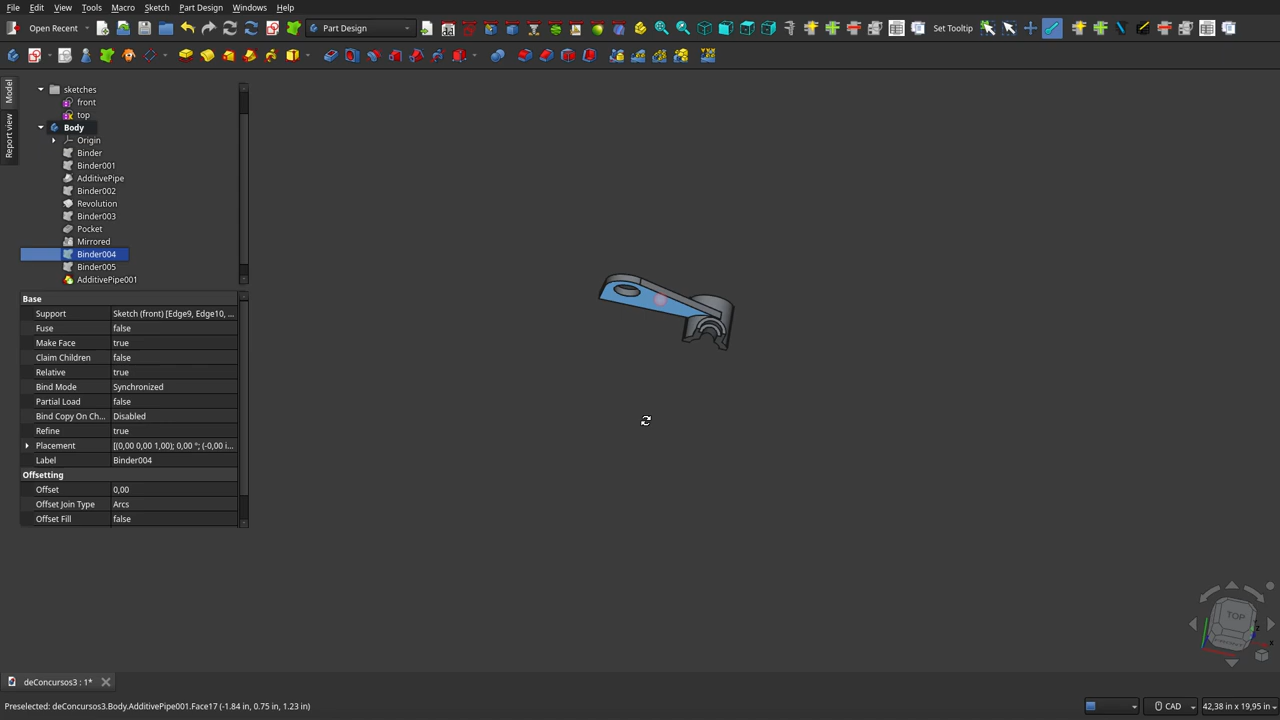 File Edit View Tools Macro Sketch Part Design Windows Help
Open Recent Part Design Set Tooltip
Model
Report view
sketches
front
top
Body
Origin
Binder
Binder001
AdditivePipe
Binder002
Revolution
Binder003
Pocket
Mirrored
Binder004
Binder005
AdditivePipe001
Base
Support Sketch (front) [Edge9, Edge10, ...
Fuse false
Make Face true
Claim Children false
Relative true
Bind Mode Synchronized
Partial Load false
Bind Copy On Ch... Disabled
Refine true
Placement [(0,00 0,00 1,00); 0,00 °; (-0,00 i...
Label Binder004
Offsetting
Offset 0,00
Offset Join Type Arcs
Offset Fill false
TOP
deConcursos3 : 1*
Preselected: deConcursos3.Body.AdditivePipe001.Face17 (-1.84 in, 0.75 in, 1.23 in)
CAD 42,38 in x 19,95 in